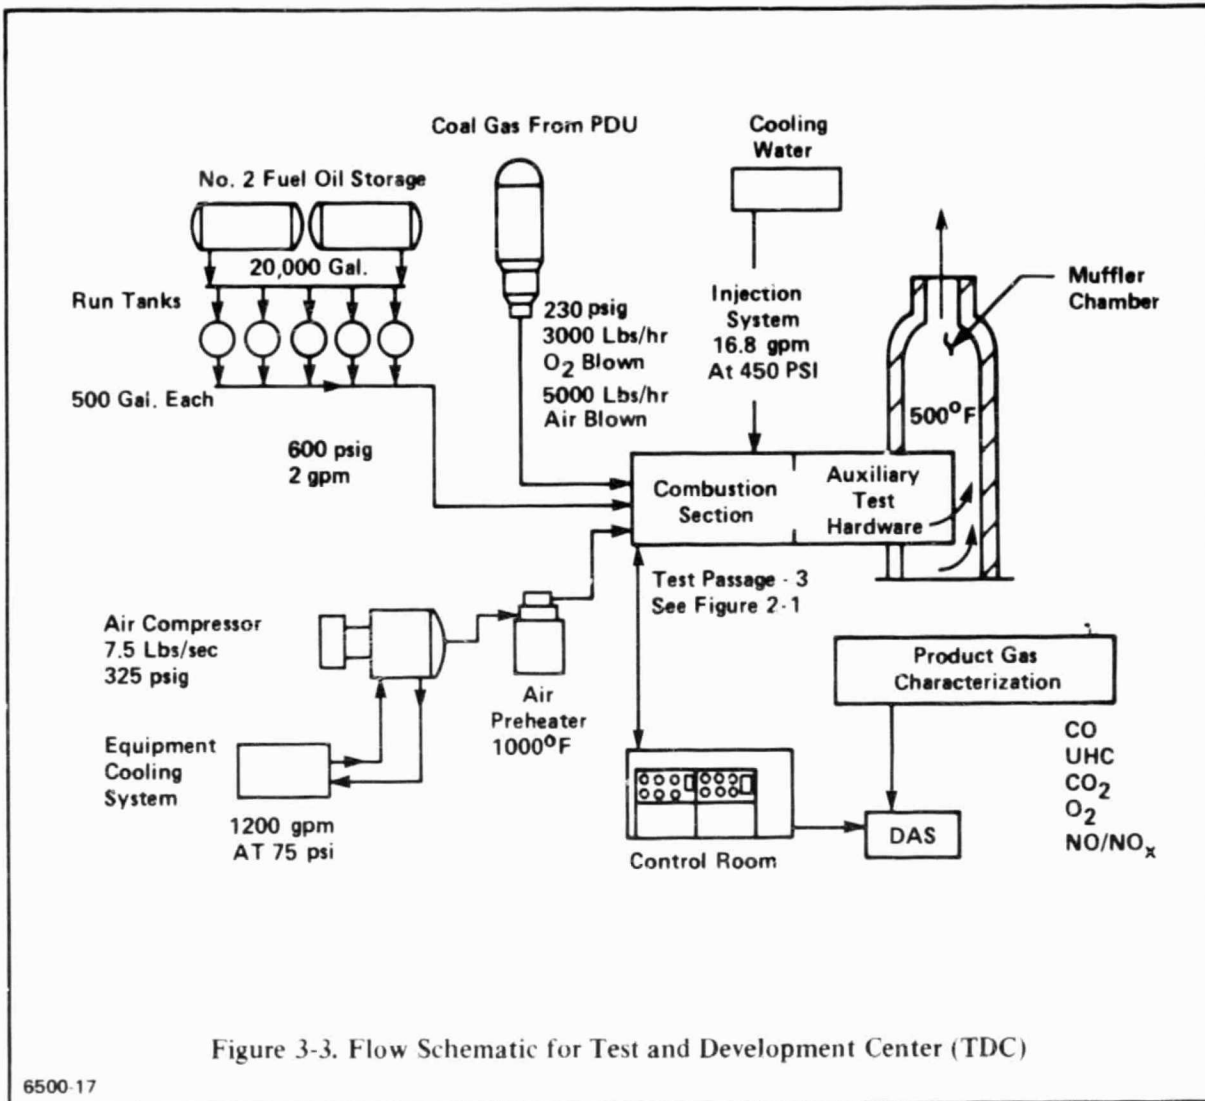 Coal Gas From PDU
Cooling
Water
No. 2 Fuel Oil Storage
20,000 Gal.
Run Tanks
500 Gal. Each
600 psig
2 gpm
230 psig
3000 Lbs/hr
O2 Blown
5000 Lbs/hr
Air Blown
Injection
System
16.8 gpm
At 450 PSI
Muffler
Chamber
500°F
Combustion
Section
Auxiliary
Test
Hardware
Test Passage - 3
See Figure 2-1
Air Compressor
7.5 Lbs/sec
325 psig
Air
Preheater
1000°F
Equipment
Cooling
System
1200 gpm
AT 75 psi
Product Gas
Characterization
CO
UHC
CO2
O2
NO/NOx
Control Room
DAS
Figure 3-3. Flow Schematic for Test and Development Center (TDC)
6500-17